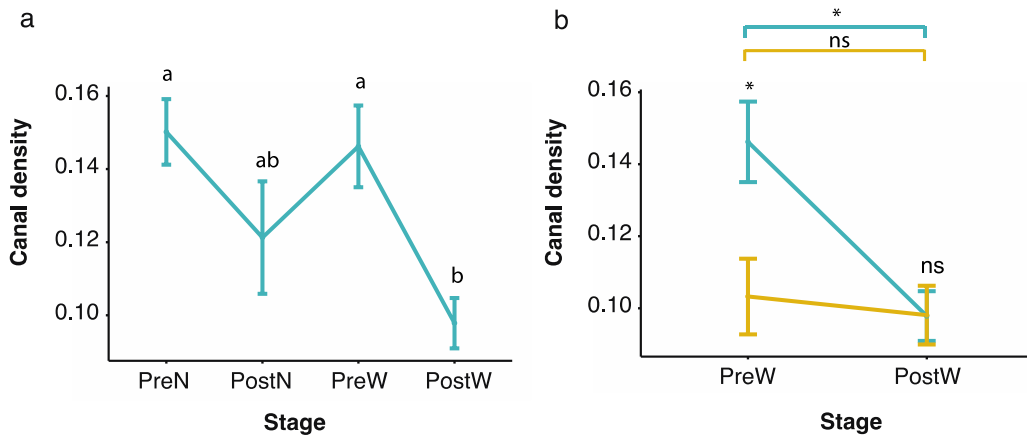 a
Canal density
0.16
0.14
0.12
0.10
a
ab
a
b
PreN PostN PreW PostW
Stage
b
*
ns
Canal density
0.16
0.14
0.12
0.10
*
ns
PreW PostW
Stage